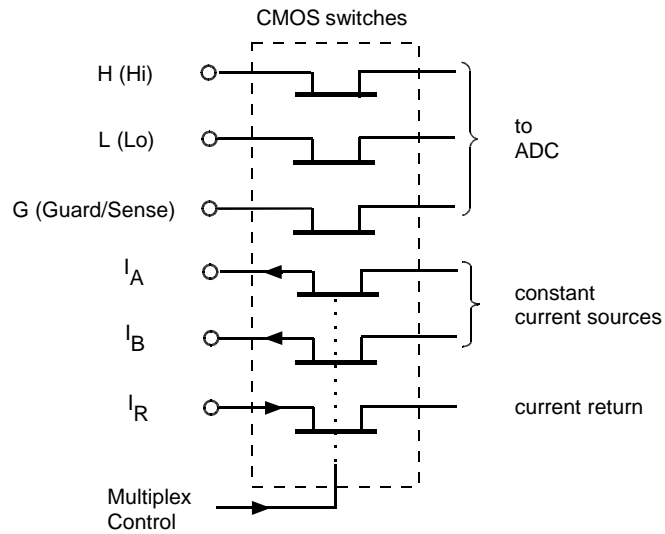 CMOS switches
H (Hi)
L (Lo)
G (Guard/Sense)
to
ADC
I A
I B
constant
current sources
I R
current return
Multiplex
Control